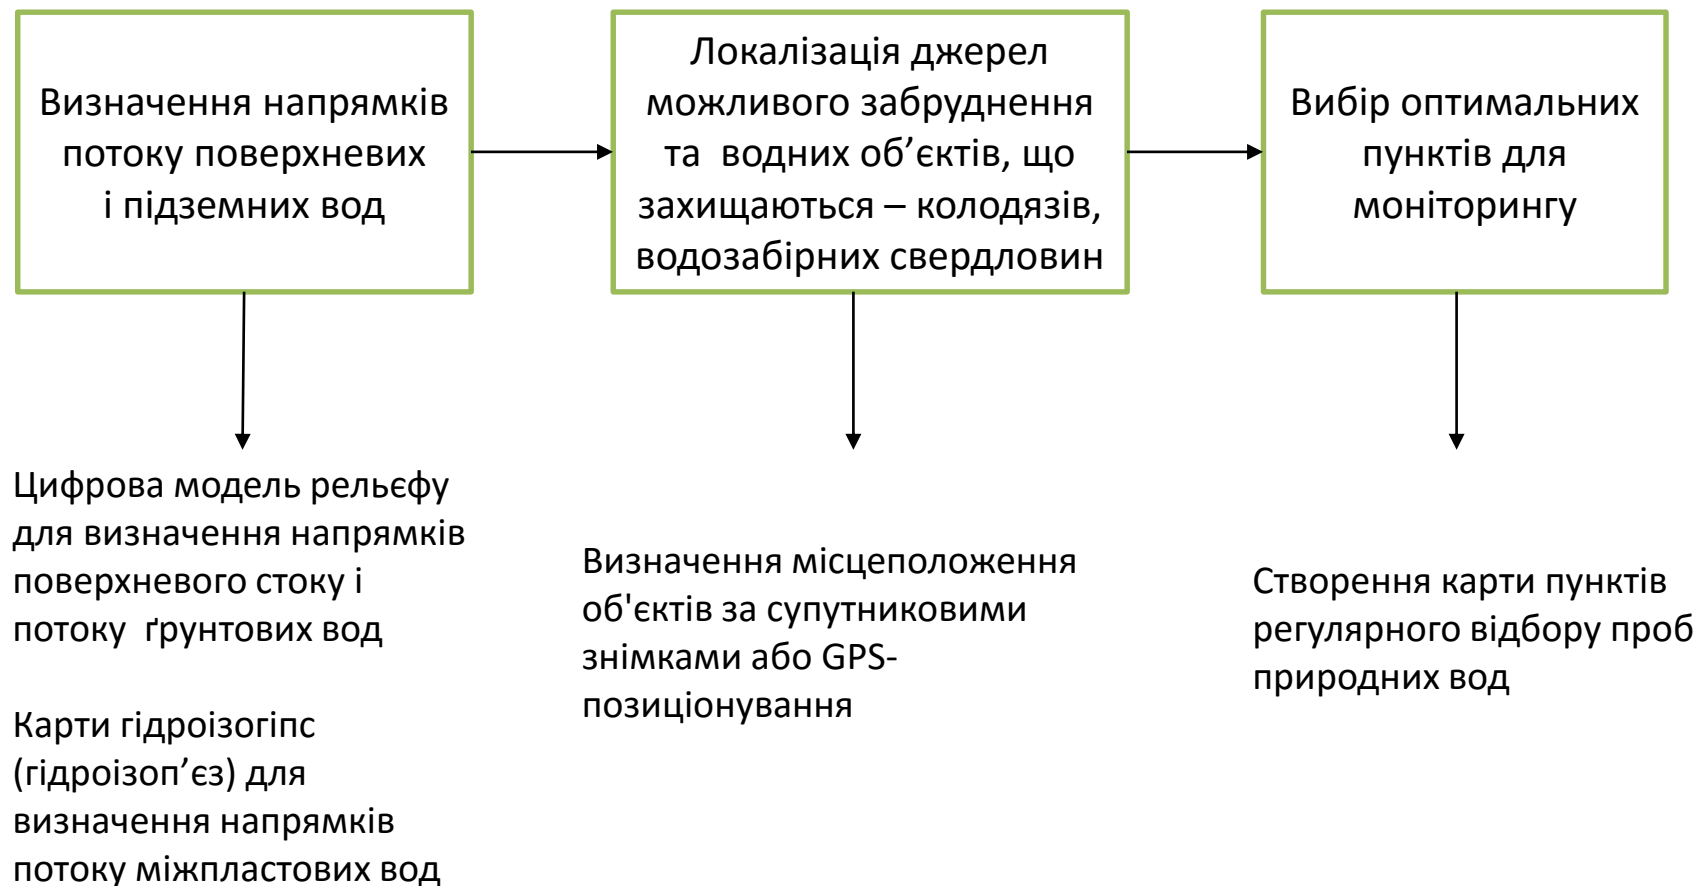 Визначення напрямків
потоку поверхневих
і підземних вод
Локалізація джерел
можливого забруднення
та водних об’єктів, що
захищаються – колодязів,
водозабірних свердловин
Вибір оптимальних
пунктів для
моніторингу
Цифрова модель рельєфу
для визначення напрямків
поверхневого стоку і
потоку ґрунтових вод
Карти гідроізогіпс
(гідроізоп’єз) для
визначення напрямків
потоку міжпластових вод
Визначення місцеположення
об'єктів за супутниковими
знімками або GPS-
позиціонування
Створення карти пунктів
регулярного відбору проб
природних вод